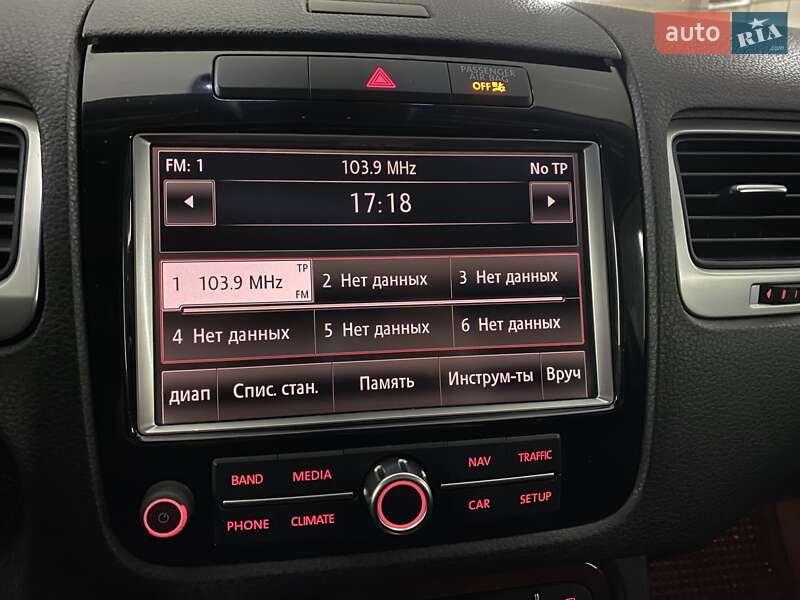 auto RIA.com
PASSENGER
AIR BAG
OFF
FM: 1 103.9 MHz No TP
17:18
1 103.9 MHz TP FM 2 Нет данных 3 Нет данных
4 Нет данных 5 Нет данных 6 Нет данных
диап Спис. стан. Память Инструм-ты Вруч
BAND MEDIA NAV TRAFFIC
PHONE CLIMATE CAR SETUP